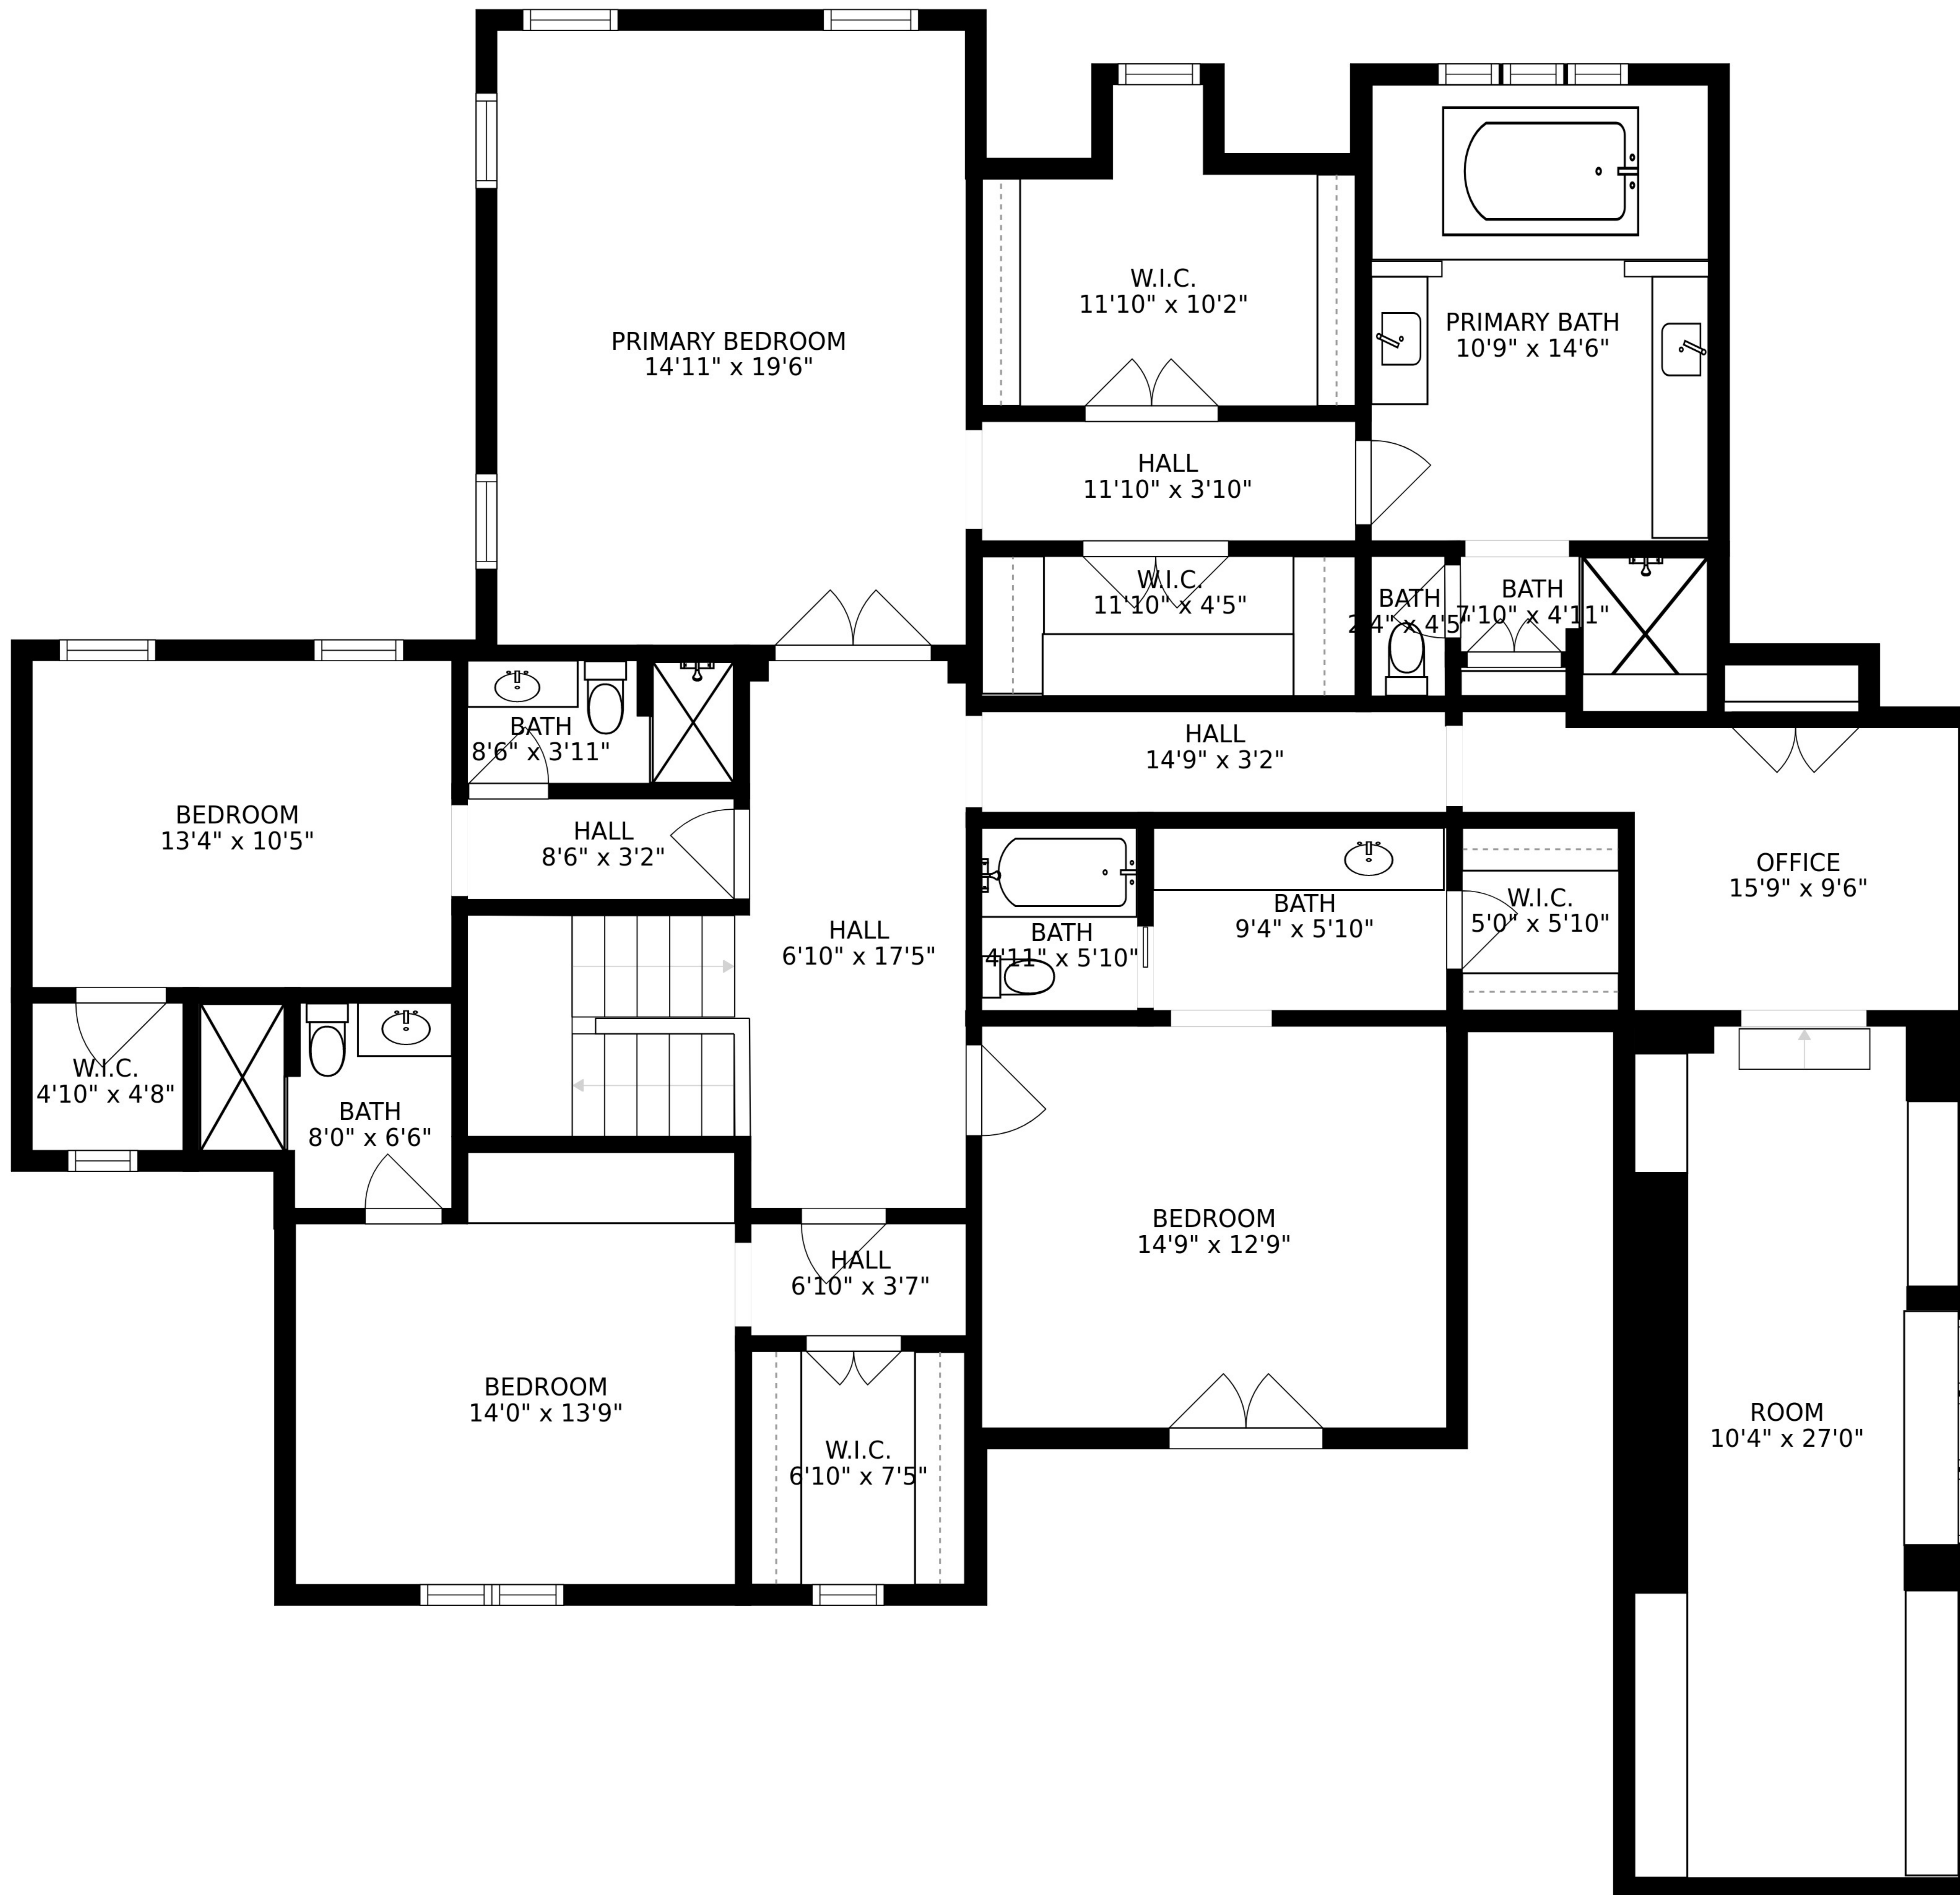 W.I.C.
11'10" x 10'2"
PRIMARY BATH
10'9" x 14'6"
PRIMARY BEDROOM
14'11" x 19'6"
HALL
11'10" x 3'10"
W.I.C.
11'10" x 4'5"
BATH
2'4" x 4'5"
BATH
7'10" x 4'11"
BATH
8'6" x 3'11"
HALL
14'9" x 3'2"
BEDROOM
13'4" x 10'5"
HALL
8'6" x 3'2"
OFFICE
15'9" x 9'6"
HALL
6'10" x 17'5"
BATH
4'11" x 5'10"
BATH
9'4" x 5'10"
W.I.C.
5'0" x 5'10"
W.I.C.
4'10" x 4'8"
BATH
8'0" x 6'6"
BEDROOM
14'9" x 12'9"
HALL
6'10" x 3'7"
BEDROOM
14'0" x 13'9"
W.I.C.
6'10" x 7'5"
ROOM
10'4" x 27'0"